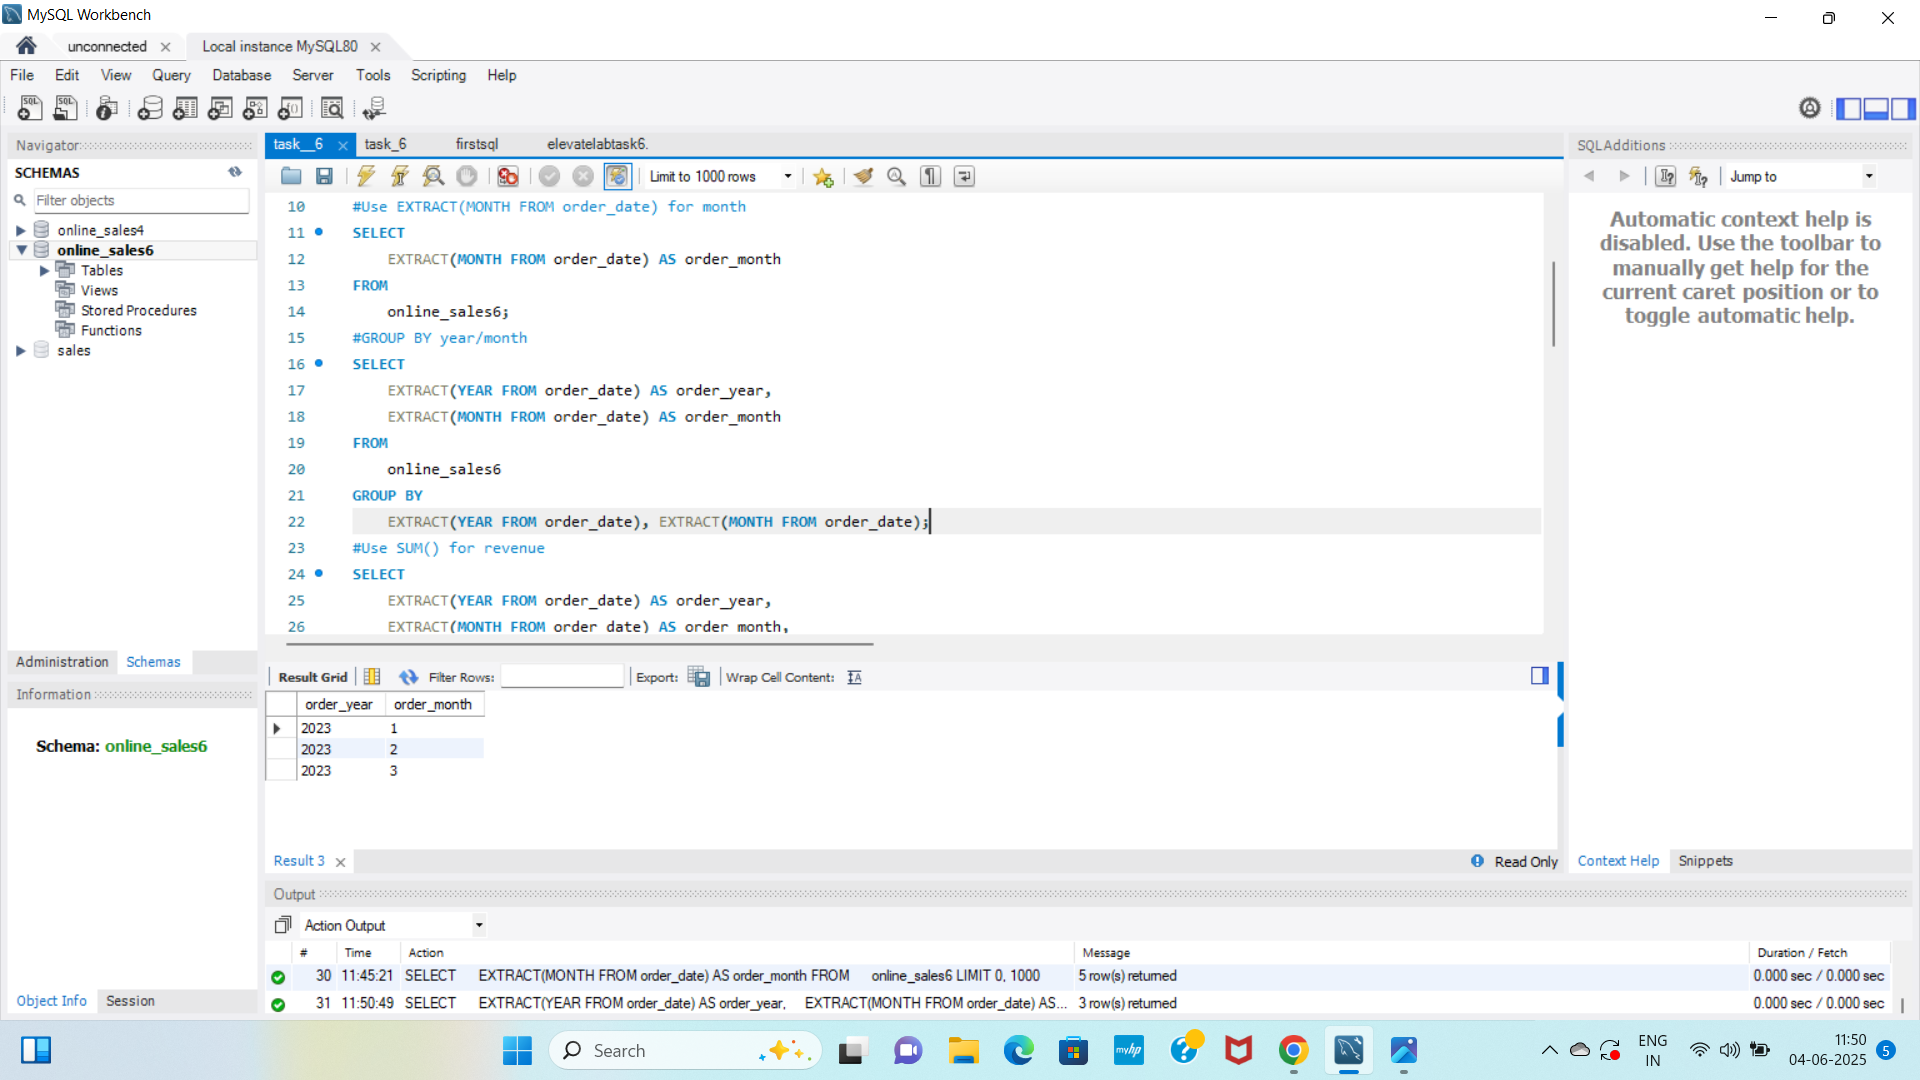 MySQL Workbench
unconnected
Local instance MySQL80
File Edit View Query Database Server Tools Scripting Help
Navigator
SCHEMAS
Filter objects
online_sales4
online_sales6
Tables
Views
Stored Procedures
Functions
sales
Administration Schemas
Information
Schema: online_sales6
Object Info Session
task__6 task_6 firstsql elevatelabtask6.
Limit to 1000 rows
10 #Use EXTRACT(MONTH FROM order_date) for month
11 SELECT
12 EXTRACT(MONTH FROM order_date) AS order_month
13 FROM
14 online_sales6;
15 #GROUP BY year/month
16 SELECT
17 EXTRACT(YEAR FROM order_date) AS order_year,
18 EXTRACT(MONTH FROM order_date) AS order_month
19 FROM
20 online_sales6
21 GROUP BY
22 EXTRACT(YEAR FROM order_date), EXTRACT(MONTH FROM order_date);
23 #Use SUM() for revenue
24 SELECT
25 EXTRACT(YEAR FROM order_date) AS order_year,
26 EXTRACT(MONTH FROM order_date) AS order_month,
Result Grid Filter Rows: Export: Wrap Cell Content:
order_year order_month
2023 1
2023 2
2023 3
Result 3
Read Only
SQLAdditions
Jump to
Automatic context help is
disabled. Use the toolbar to
manually get help for the
current caret position or to
toggle automatic help.
Context Help Snippets
Output
Action Output
# Time Action Message Duration / Fetch
30 11:45:21 SELECT EXTRACT(MONTH FROM order_date) AS order_month FROM online_sales6 LIMIT 0, 1000 5 row(s) returned 0.000 sec / 0.000 sec
31 11:50:49 SELECT EXTRACT(YEAR FROM order_date) AS order_year, EXTRACT(MONTH FROM order_date) AS... 3 row(s) returned 0.000 sec / 0.000 sec
Search
myhp
ENG
IN
11:50
04-06-2025
5